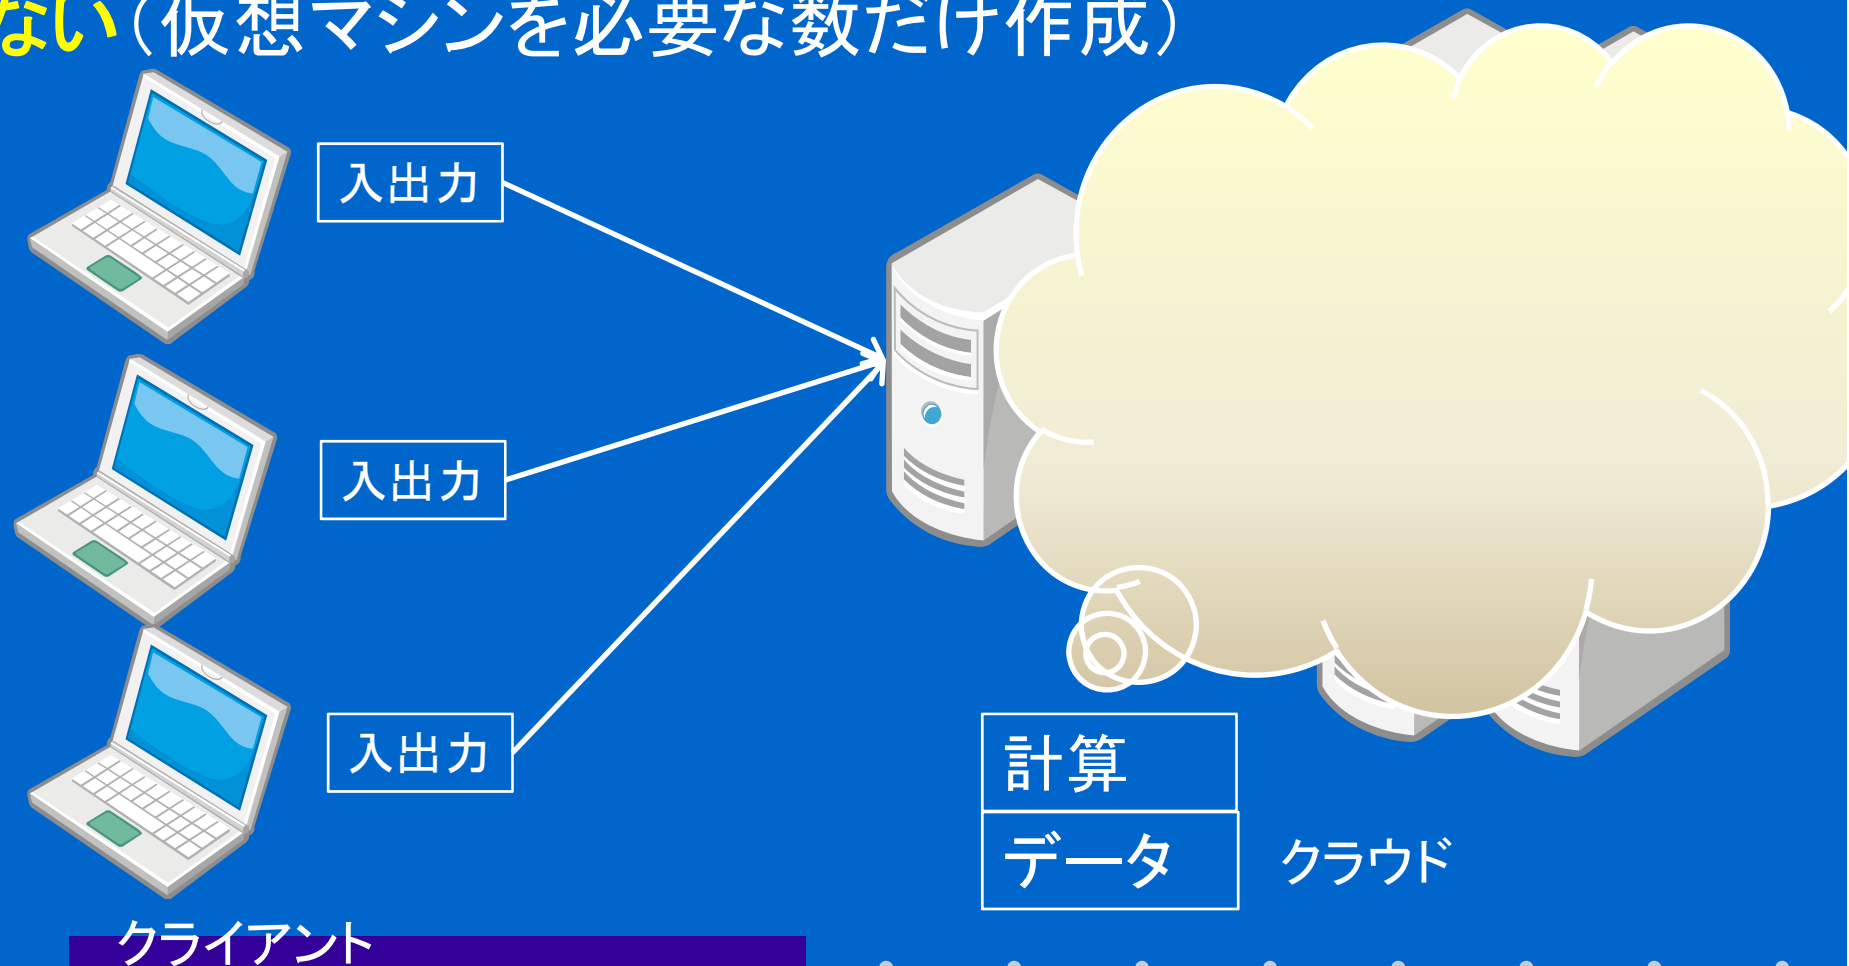 ない（仮想マシンを必要な数だけ作成）
入出力
入出力
入出力
計算
データ
クラウド
クライアント